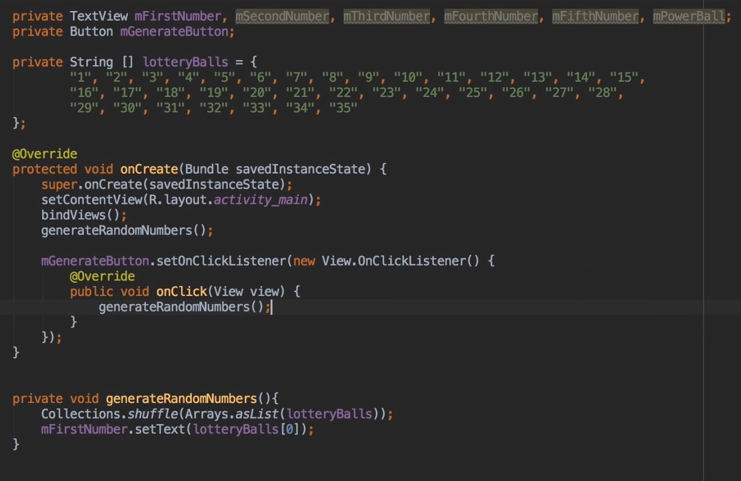 private TextView mFirstNumber, mSecondNumber, mThirdNumber, mFourthNumber, mFifthNumber, mPowerBall;
private Button mGenerateButton;
private String [] lotteryBalls = {
"1", "2", "3", "4", "5", "6", "7", "8", "9", "10", "11", "12", "13", "14", "15",
"16", "17", "18", "19", "20", "21", "22", "23", "24", "25", "26", "27", "28",
"29", "30", "31", "32", "33", "34", "35"
};
@Override
protected void onCreate(Bundle savedInstanceState) {
super.onCreate(savedInstanceState);
setContentView(R.layout.activity_main);
bindViews();
generateRandomNumbers();
mGenerateButton.setOnClickListener(new View.OnClickListener() {
@Override
public void onClick(View view) {
generateRandomNumbers();
}
});
}
private void generateRandomNumbers(){
Collections.shuffle(Arrays.asList(lotteryBalls));
mFirstNumber.setText(lotteryBalls[0]);
}